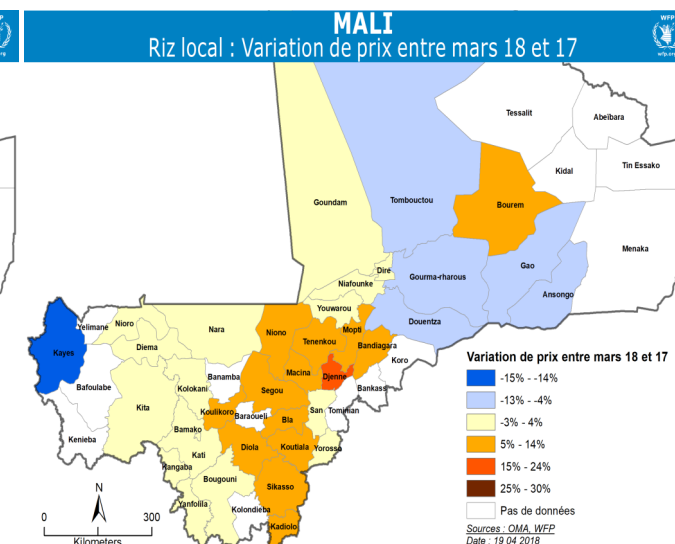 WFP
wfp.org
MALI
Riz local : Variation de prix entre mars 18 et 17
Tessalit
Abeïbara
Kidal
Tin Essako
Goundam
Tombouctou
Bourem
Menaka
Diré
Gourma-rharous
Gao
Niafounke
Ansongo
Youwarou
Douentza
Yelimane
Nioro
Nara
Niono
Mopti
Tenenkou
Bandiagara
Kayes
Diema
Koro
Macina
Djenne
Bafoulabe
Banamba
Bankass
Kolokani
Segou
Kita
Koulikoro
Baraoueli
San
Tominian
Bla
Bamako
Kenieba
Diola
Koutiala
Yorosso
Kati
Kangaba
Bougouni
Sikasso
Yanfolila
Kolondieba
Kadiolo
N
0
300
Kilometers
Variation de prix entre mars 18 et 17
-15% - -14%
-13% - -4%
-3% - 4%
5% - 14%
15% - 24%
25% - 30%
Pas de données
Sources : OMA, WFP
Date : 19 04 2018